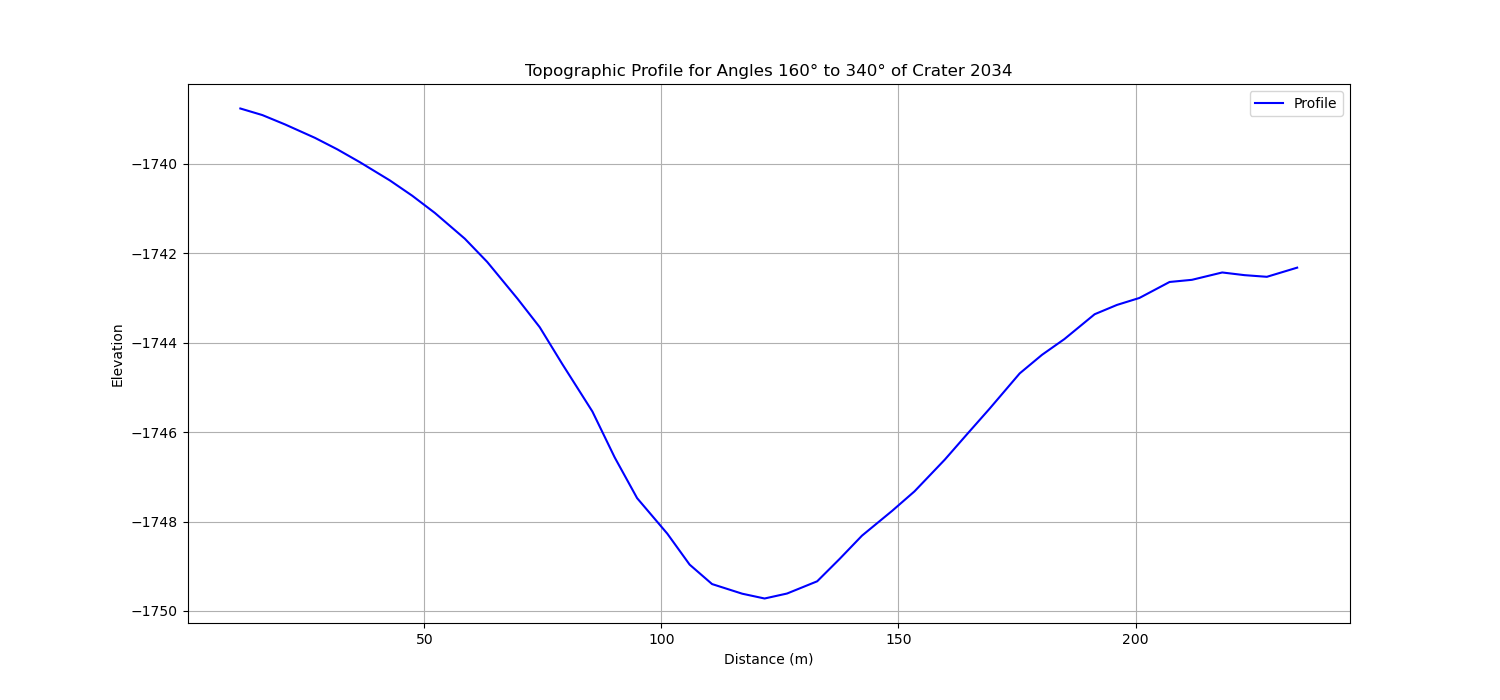 Topographic Profile for Angles 160° to 340° of Crater 2034
Profile
Elevation
−1740
−1742
−1744
−1746
−1748
−1750
50
100
150
200
Distance (m)